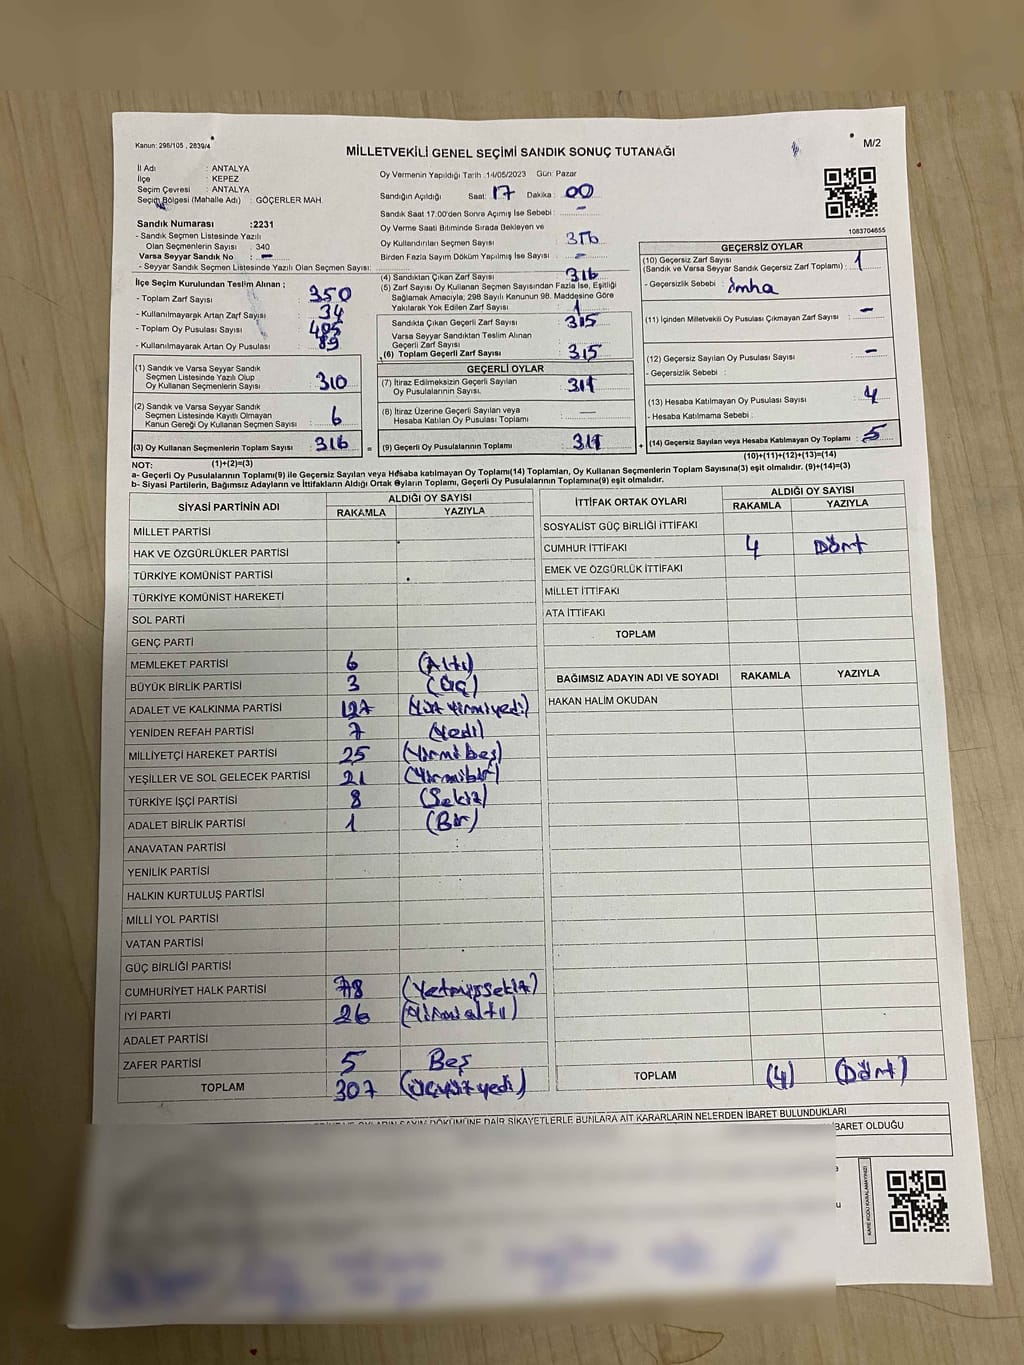 Kanun: 298/105 , 2839/4
M/2
MİLLETVEKİLİ GENEL SEÇİMİ SANDIK SONUÇ TUTANAĞI
İl Adı : ANTALYA
İlçe : KEPEZ
Seçim Çevresi : ANTALYA
Seçim Bölgesi (Mahalle Adı) : GÖÇERLER MAH.
Sandık Numarası :2231
- Sandık Seçmen Listesinde Yazılı
Olan Seçmenlerin Sayısı : 340
Varsa Seyyar Sandık No : -
- Seyyar Sandık Seçmen Listesinde Yazılı Olan Seçmen Sayısı:
İlçe Seçim Kurulundan Teslim Alınan ;
- Toplam Zarf Sayısı : 350
- Kullanılmayarak Artan Zarf Sayısı : 34
- Toplam Oy Pusulası Sayısı :
- Kullanılmayarak Artan Oy Pusulası : 89
(1) Sandık ve Varsa Seyyar Sandık
Seçmen Listesinde Yazılı Olup
Oy Kullanan Seçmenlerin Sayısı : 310
(2) Sandık ve Varsa Seyyar Sandık
Seçmen Listesinde Kayıtlı Olmayan
Kanun Gereği Oy Kullanan Seçmen Sayısı : 6
(3) Oy Kullanan Seçmenlerin Toplam Sayısı : 316
Oy Vermenin Yapıldığı Tarih :14/05/2023 Gün: Pazar
Sandığın Açıldığı Saat: 17 Dakika : 00
Sandık Saat 17:00'den Sonra Açılmış İse Sebebi : -
Oy Verme Saati Bitiminde Sırada Bekleyen ve
Oy Kullandırılan Seçmen Sayısı :
Birden Fazla Sayım Döküm Yapılmış İse Sayısı : -
(4) Sandıktan Çıkan Zarf Sayısı : 316
(5) Zarf Sayısı Oy Kullanan Seçmen Sayısından Fazla İse, Eşitliği
Sağlamak Amacıyla; 298 Sayılı Kanunun 98. Maddesine Göre
Yakılarak Yok Edilen Zarf Sayısı : 1
Sandıkta Çıkan Geçerli Zarf Sayısı : 315
Varsa Seyyar Sandıktan Teslim Alınan
Geçerli Zarf Sayısı :
(6) Toplam Geçerli Zarf Sayısı : 315
GEÇERLİ OYLAR
(7) İtiraz Edilmeksizin Geçerli Sayılan
Oy Pusulalarının Sayısı. : 311
(8) İtiraz Üzerine Geçerli Sayılan veya
Hesaba Katılan Oy Pusulası Toplamı : —
= (9) Geçerli Oy Pusulalarının Toplamı : 311
1083704655
GEÇERSİZ OYLAR
(10) Geçersiz Zarf Sayısı
(Sandık ve Varsa Seyyar Sandık Geçersiz Zarf Toplamı) : 1
- Geçersizlik Sebebi : imha
(11) İçinden Milletvekili Oy Pusulası Çıkmayan Zarf Sayısı : -
(12) Geçersiz Sayılan Oy Pusulası Sayısı : -
- Geçersizlik Sebebi :
(13) Hesaba Katılmayan Oy Pusulası Sayısı : 4
- Hesaba Katılmama Sebebi :
+ (14) Geçersiz Sayılan veya Hesaba Katılmayan Oy Toplamı : 5
NOT: (1)+(2)=(3) (10)+(11)+(12)+(13)=(14)
a- Geçerli Oy Pusulalarının Toplamı(9) ile Geçersiz Sayılan veya Hesaba katılmayan Oy Toplamı(14) Toplamları, Oy Kullanan Seçmenlerin Toplam Sayısına(3) eşit olmalıdır. (9)+(14)=(3)
b- Siyasi Partilerin, Bağımsız Adayların ve İttifakların Aldığı Ortak Oyların Toplamı, Geçerli Oy Pusulalarının Toplamına(9) eşit olmalıdır.
SİYASİ PARTİNİN ADI ALDIĞI OY SAYISI
RAKAMLA YAZIYLA
MİLLET PARTİSİ
HAK VE ÖZGÜRLÜKLER PARTİSİ
TÜRKİYE KOMÜNİST PARTİSİ
TÜRKİYE KOMÜNİST HAREKETİ
SOL PARTİ
GENÇ PARTİ
MEMLEKET PARTİSİ 6 (Altı)
BÜYÜK BİRLİK PARTİSİ 3 (Üç)
ADALET VE KALKINMA PARTİSİ 127 (Yüz yirmiyedi)
YENİDEN REFAH PARTİSİ 7 (Yedi)
MİLLİYETÇİ HAREKET PARTİSİ 25 (Yirmi beş)
YEŞİLLER VE SOL GELECEK PARTİSİ 21 (Yirmibir)
TÜRKİYE İŞÇİ PARTİSİ 8 (Sekiz)
ADALET BİRLİK PARTİSİ 1 (Bir)
ANAVATAN PARTİSİ
YENİLİK PARTİSİ
HALKIN KURTULUŞ PARTİSİ
MİLLİ YOL PARTİSİ
VATAN PARTİSİ
GÜÇ BİRLİĞİ PARTİSİ
CUMHURİYET HALK PARTİSİ 78 (Yetmişsekiz)
İYİ PARTİ 26 (Yirmi altı)
ADALET PARTİSİ
ZAFER PARTİSİ 5 Beş
TOPLAM 307 (Üçyüz yedi)
İTTİFAK ORTAK OYLARI ALDIĞI OY SAYISI
RAKAMLA YAZIYLA
SOSYALİST GÜÇ BİRLİĞİ İTTİFAKI
CUMHUR İTTİFAKI 4 Dört
EMEK VE ÖZGÜRLÜK İTTİFAKI
MİLLET İTTİFAKI
ATA İTTİFAKI
TOPLAM
BAĞIMSIZ ADAYIN ADI VE SOYADI RAKAMLA YAZIYLA
HAKAN HALİM OKUDAN
TOPLAM (4) (Dört)
OYLARIN SAYIM DÖKÜMÜNE DAİR ŞİKAYETLERLE BUNLARA AİT KARARLARIN NELERDEN İBARET BULUNDUKLARI
BARET OLDUĞU
KARE KODU KARALAMAYINIZ!